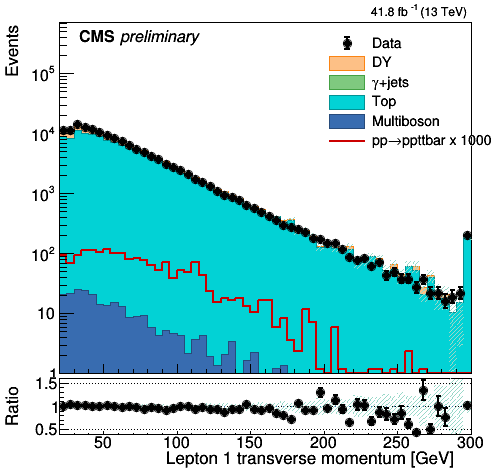 41.8 fb⁻¹ (13 TeV)
CMS preliminary
Events
Data
DY
γ+jets
Top
Multiboson
pp→ppttbar x 1000
10⁵
10⁴
10³
10²
10
1
Ratio
1.5
1
0.5
50 100 150 200 250 300
Lepton 1 transverse momentum [GeV]